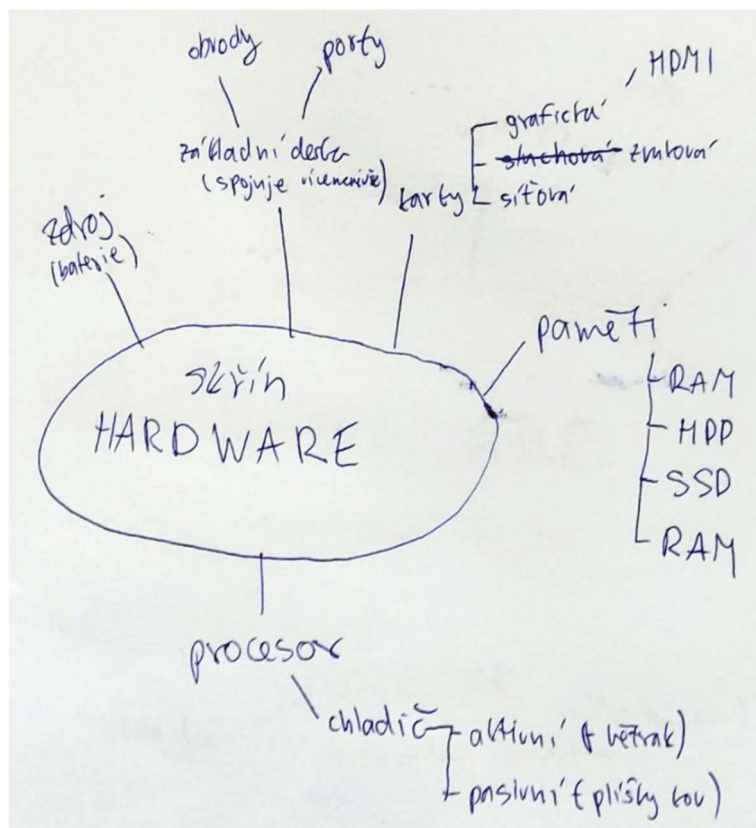 obvody
porty
HDMI
grafická
základní deska
(spojuje
karty
sluchová zvuková
síťová
zdroj
(baterie)
paměti
skříň
HARDWARE
RAM
HDD
SSD
RAM
procesor
chladič
aktivní (+ větrák)
pasivní (plíšky kov)